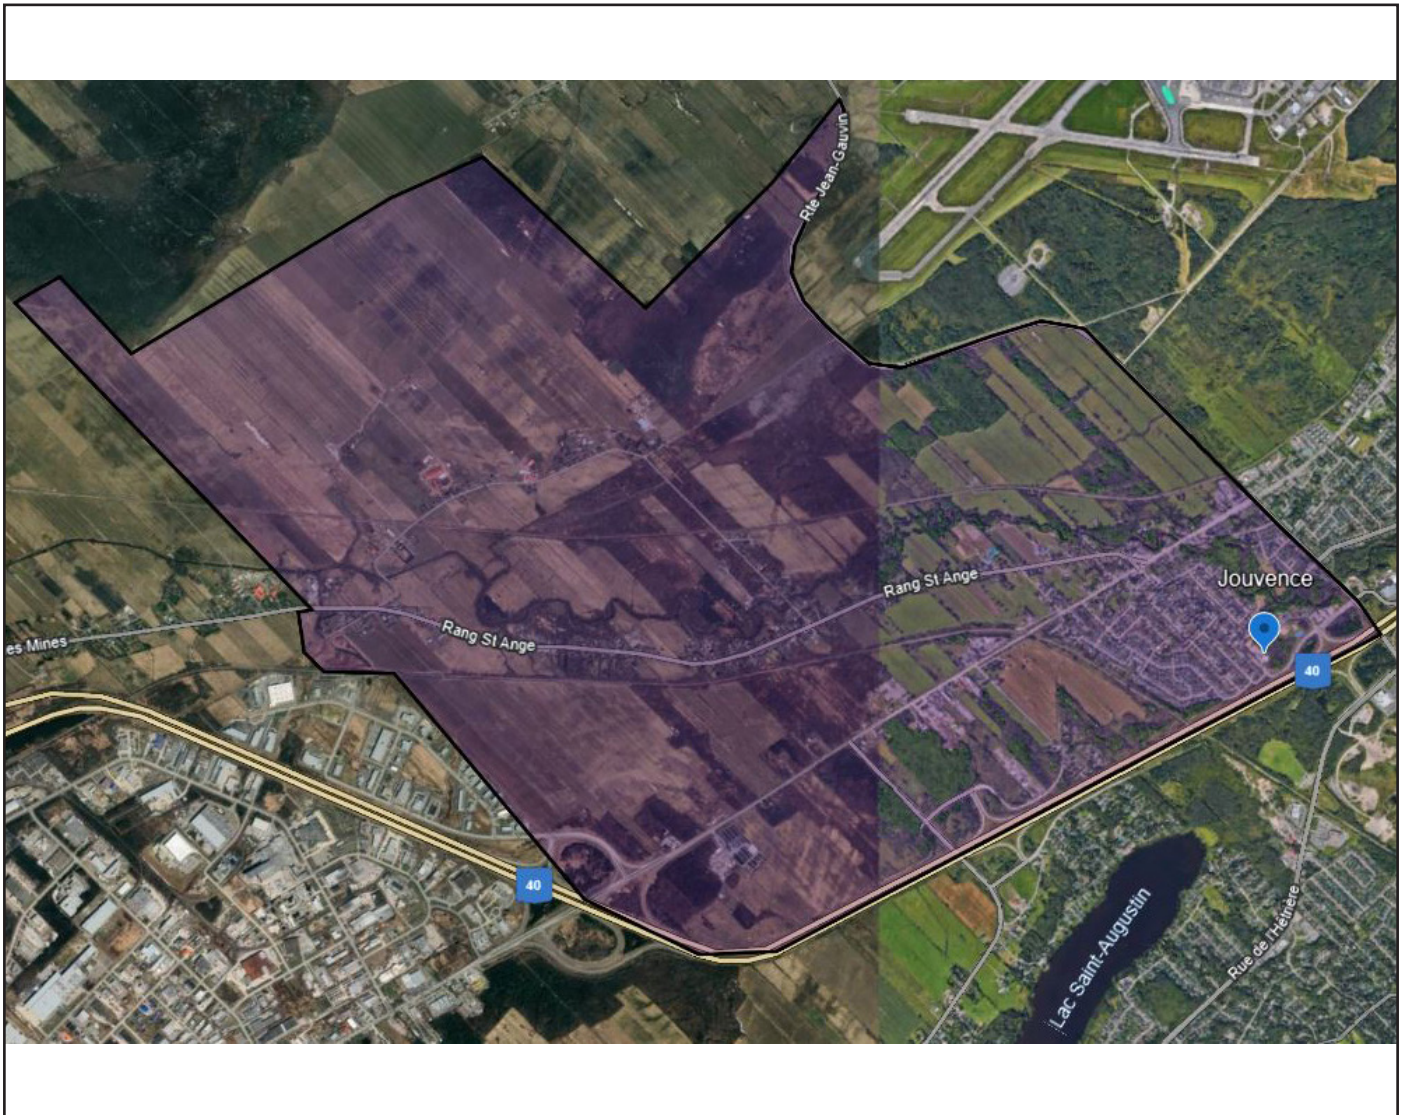 Rte Jean-Gauvin
Jouvence
Rang St Ange
Rang St Ange
es Mines
40
40
Lac Saint-Augustin
Rue de l'Hêtrière